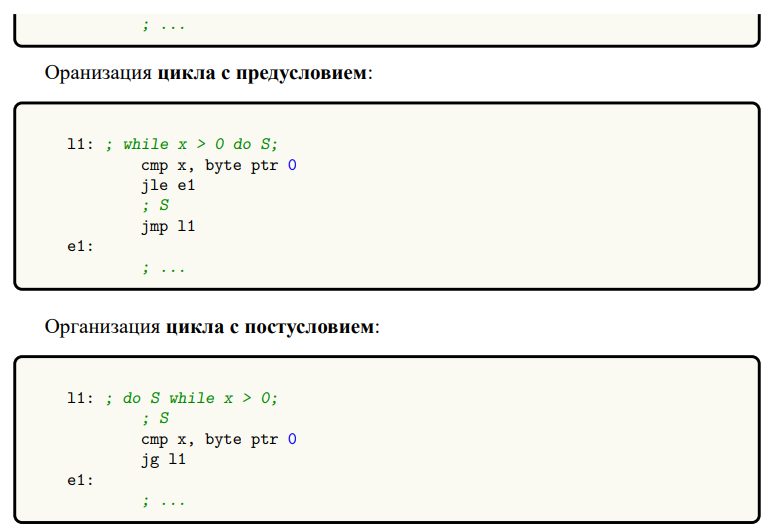 ; ...
Оранизация цикла с предусловием:
l1: ; while x > 0 do S;
cmp x, byte ptr 0
jle e1
; S
jmp l1
e1:
; ...
Организация цикла с постусловием:
l1: ; do S while x > 0;
; S
cmp x, byte ptr 0
jg l1
e1:
; ...